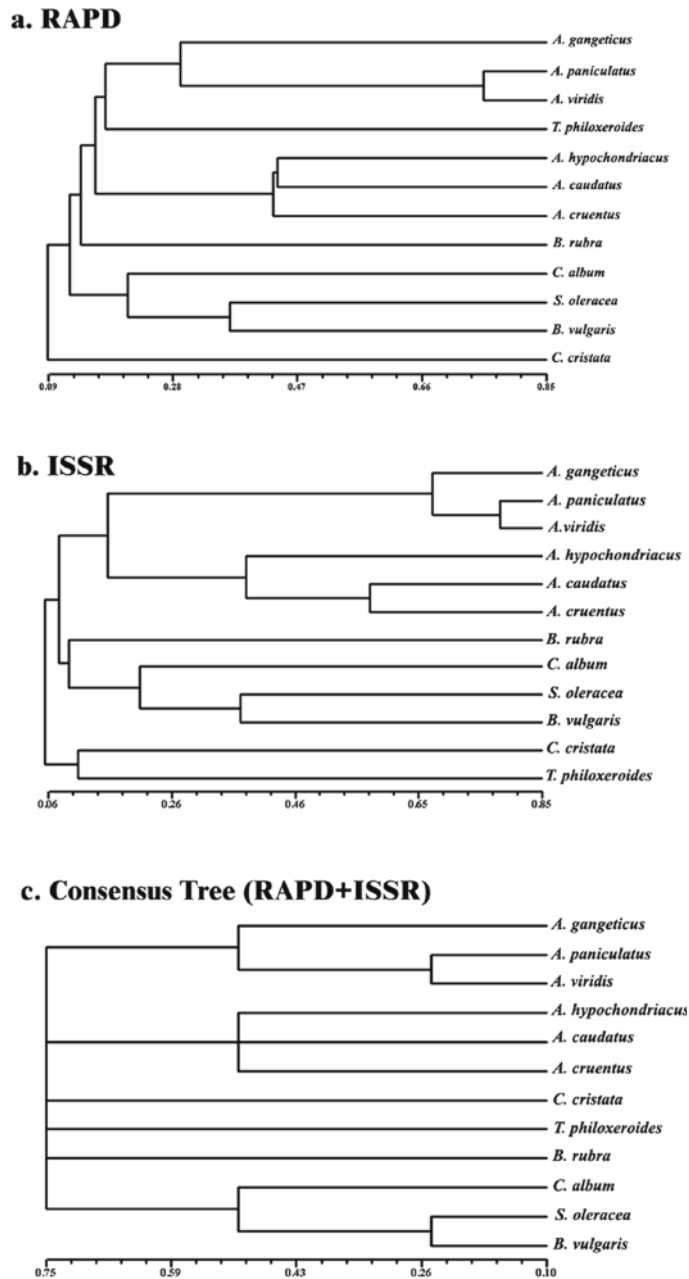 a. RAPD
A. gangeticus
A. paniculatus
A. viridis
T. philoxeroides
A. hypochondriacus
A. caudatus
A. cruentus
B. rubra
C. album
S. oleracea
B. vulgaris
C. cristata
0.09 0.28 0.47 0.66 0.85
b. ISSR
A. gangeticus
A. paniculatus
A.viridis
A. hypochondriacus
A. caudatus
A. cruentus
B. rubra
C. album
S. oleracea
B. vulgaris
C. cristata
T. philoxeroides
0.06 0.26 0.46 0.65 0.85
c. Consensus Tree (RAPD+ISSR)
A. gangeticus
A. paniculatus
A. viridis
A. hypochondriacus
A. caudatus
A. cruentus
C. cristata
T. philoxeroides
B. rubra
C. album
S. oleracea
B. vulgaris
0.75 0.59 0.43 0.26 0.10